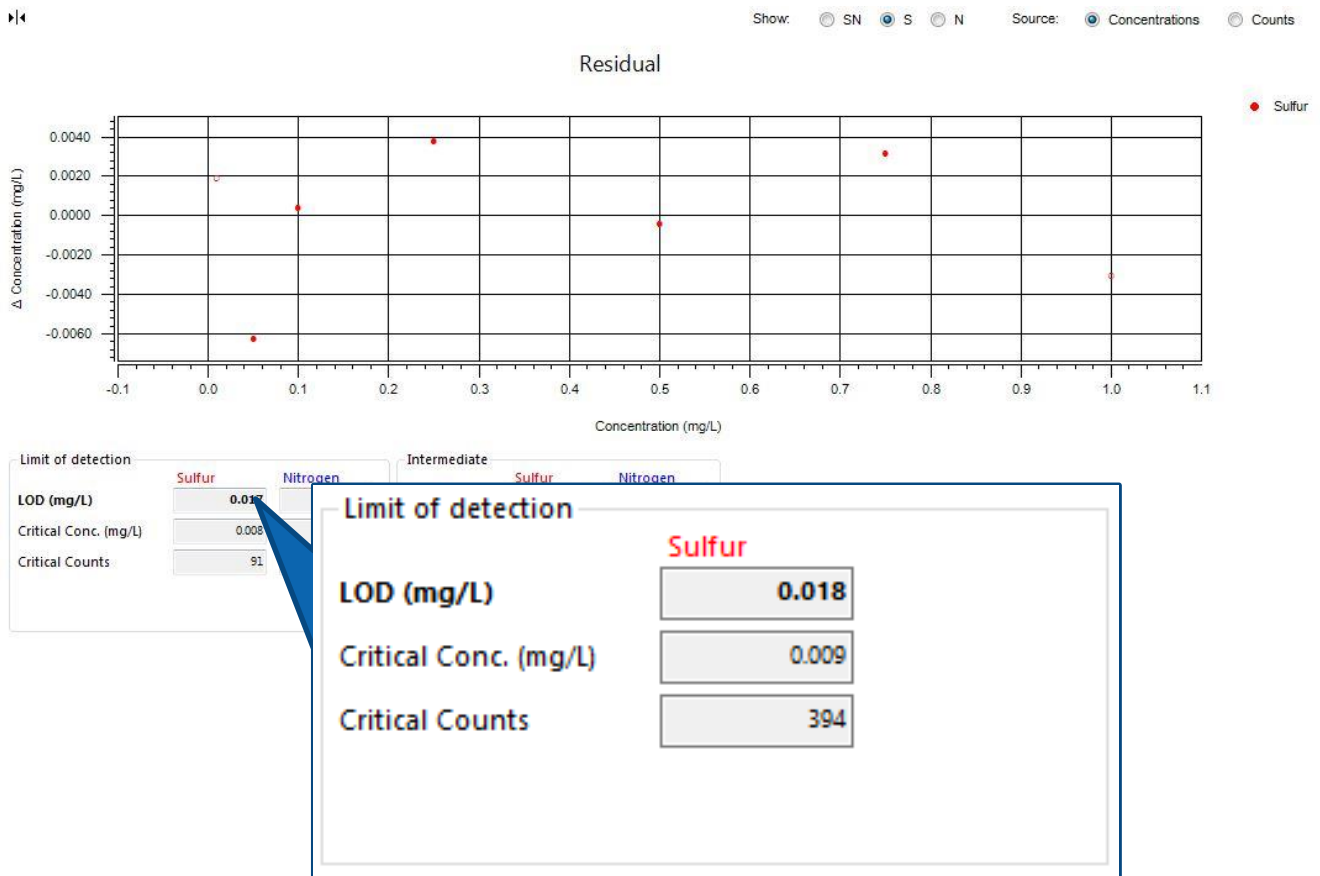 Show: SN S N Source: Concentrations Counts
Residual
Sulfur
Δ Concentration (mg/L)
0.0040
0.0020
0.0000
-0.0020
-0.0040
-0.0060
-0.1 0.0 0.1 0.2 0.3 0.4 0.5 0.6 0.7 0.8 0.9 1.0 1.1
Concentration (mg/L)
Limit of detection
Sulfur Nitrogen
LOD (mg/L) 0.017
Critical Conc. (mg/L) 0.008
Critical Counts 91
Intermediate
Sulfur Nitrogen
Limit of detection
Sulfur
LOD (mg/L) 0.018
Critical Conc. (mg/L) 0.009
Critical Counts 394